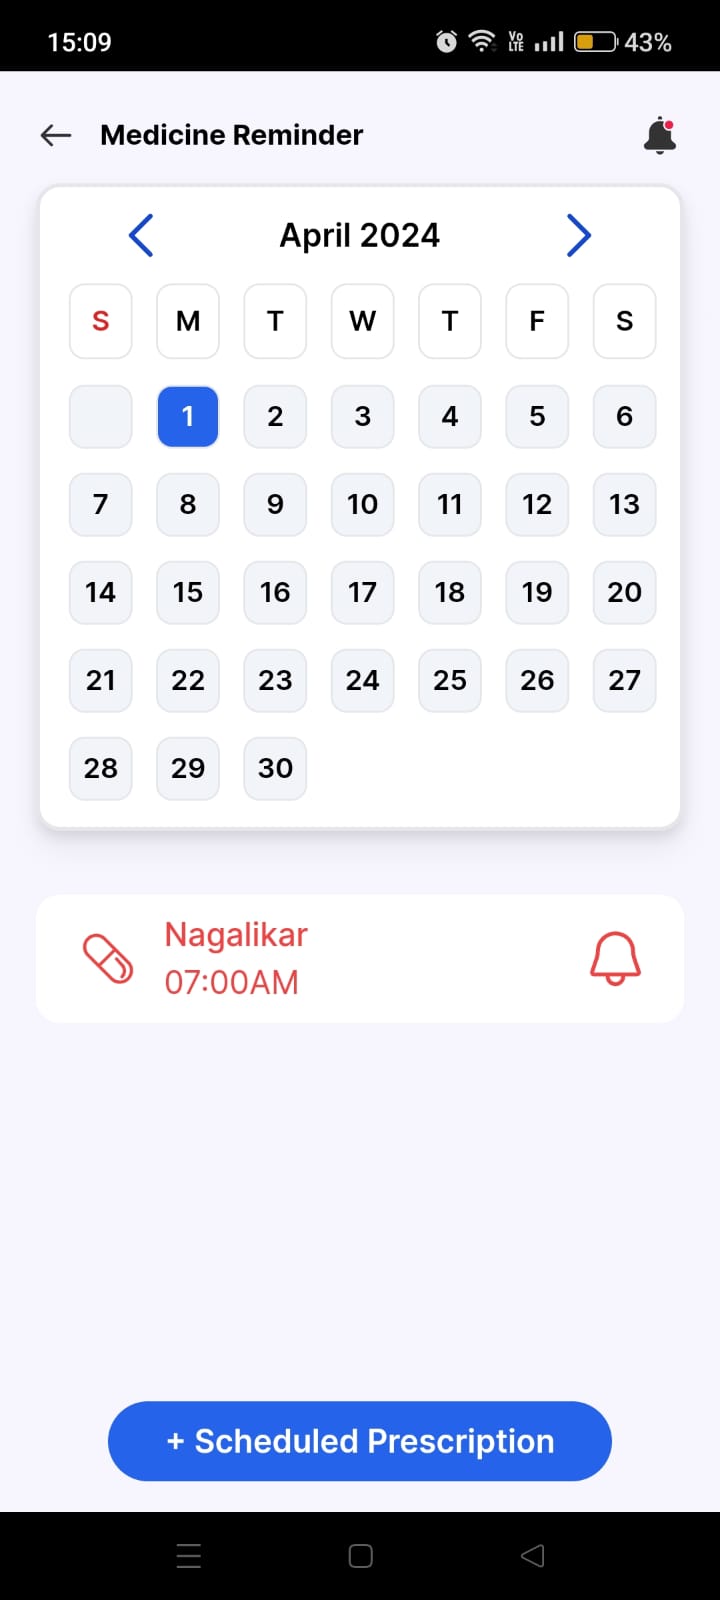 15:09 Vo LTE 43%
Medicine Reminder
April 2024
S M T W T F S
1 2 3 4 5 6
7 8 9 10 11 12 13
14 15 16 17 18 19 20
21 22 23 24 25 26 27
28 29 30
Nagalikar
07:00AM
+ Scheduled Prescription